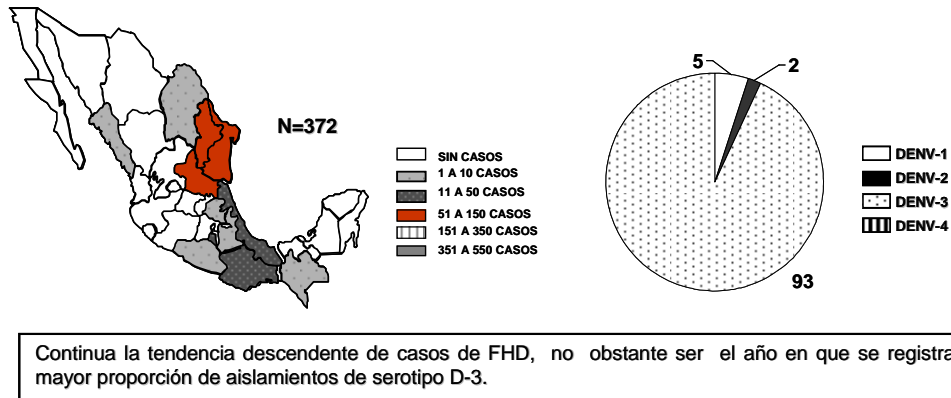 N=372
SIN CASOS
1 A 10 CASOS
11 A 50 CASOS
51 A 150 CASOS
151 A 350 CASOS
351 A 550 CASOS
5
2
93
DENV-1
DENV-2
DENV-3
DENV-4
Continua la tendencia descendente de casos de FHD, no obstante ser el año en que se registra
mayor proporción de aislamientos de serotipo D-3.